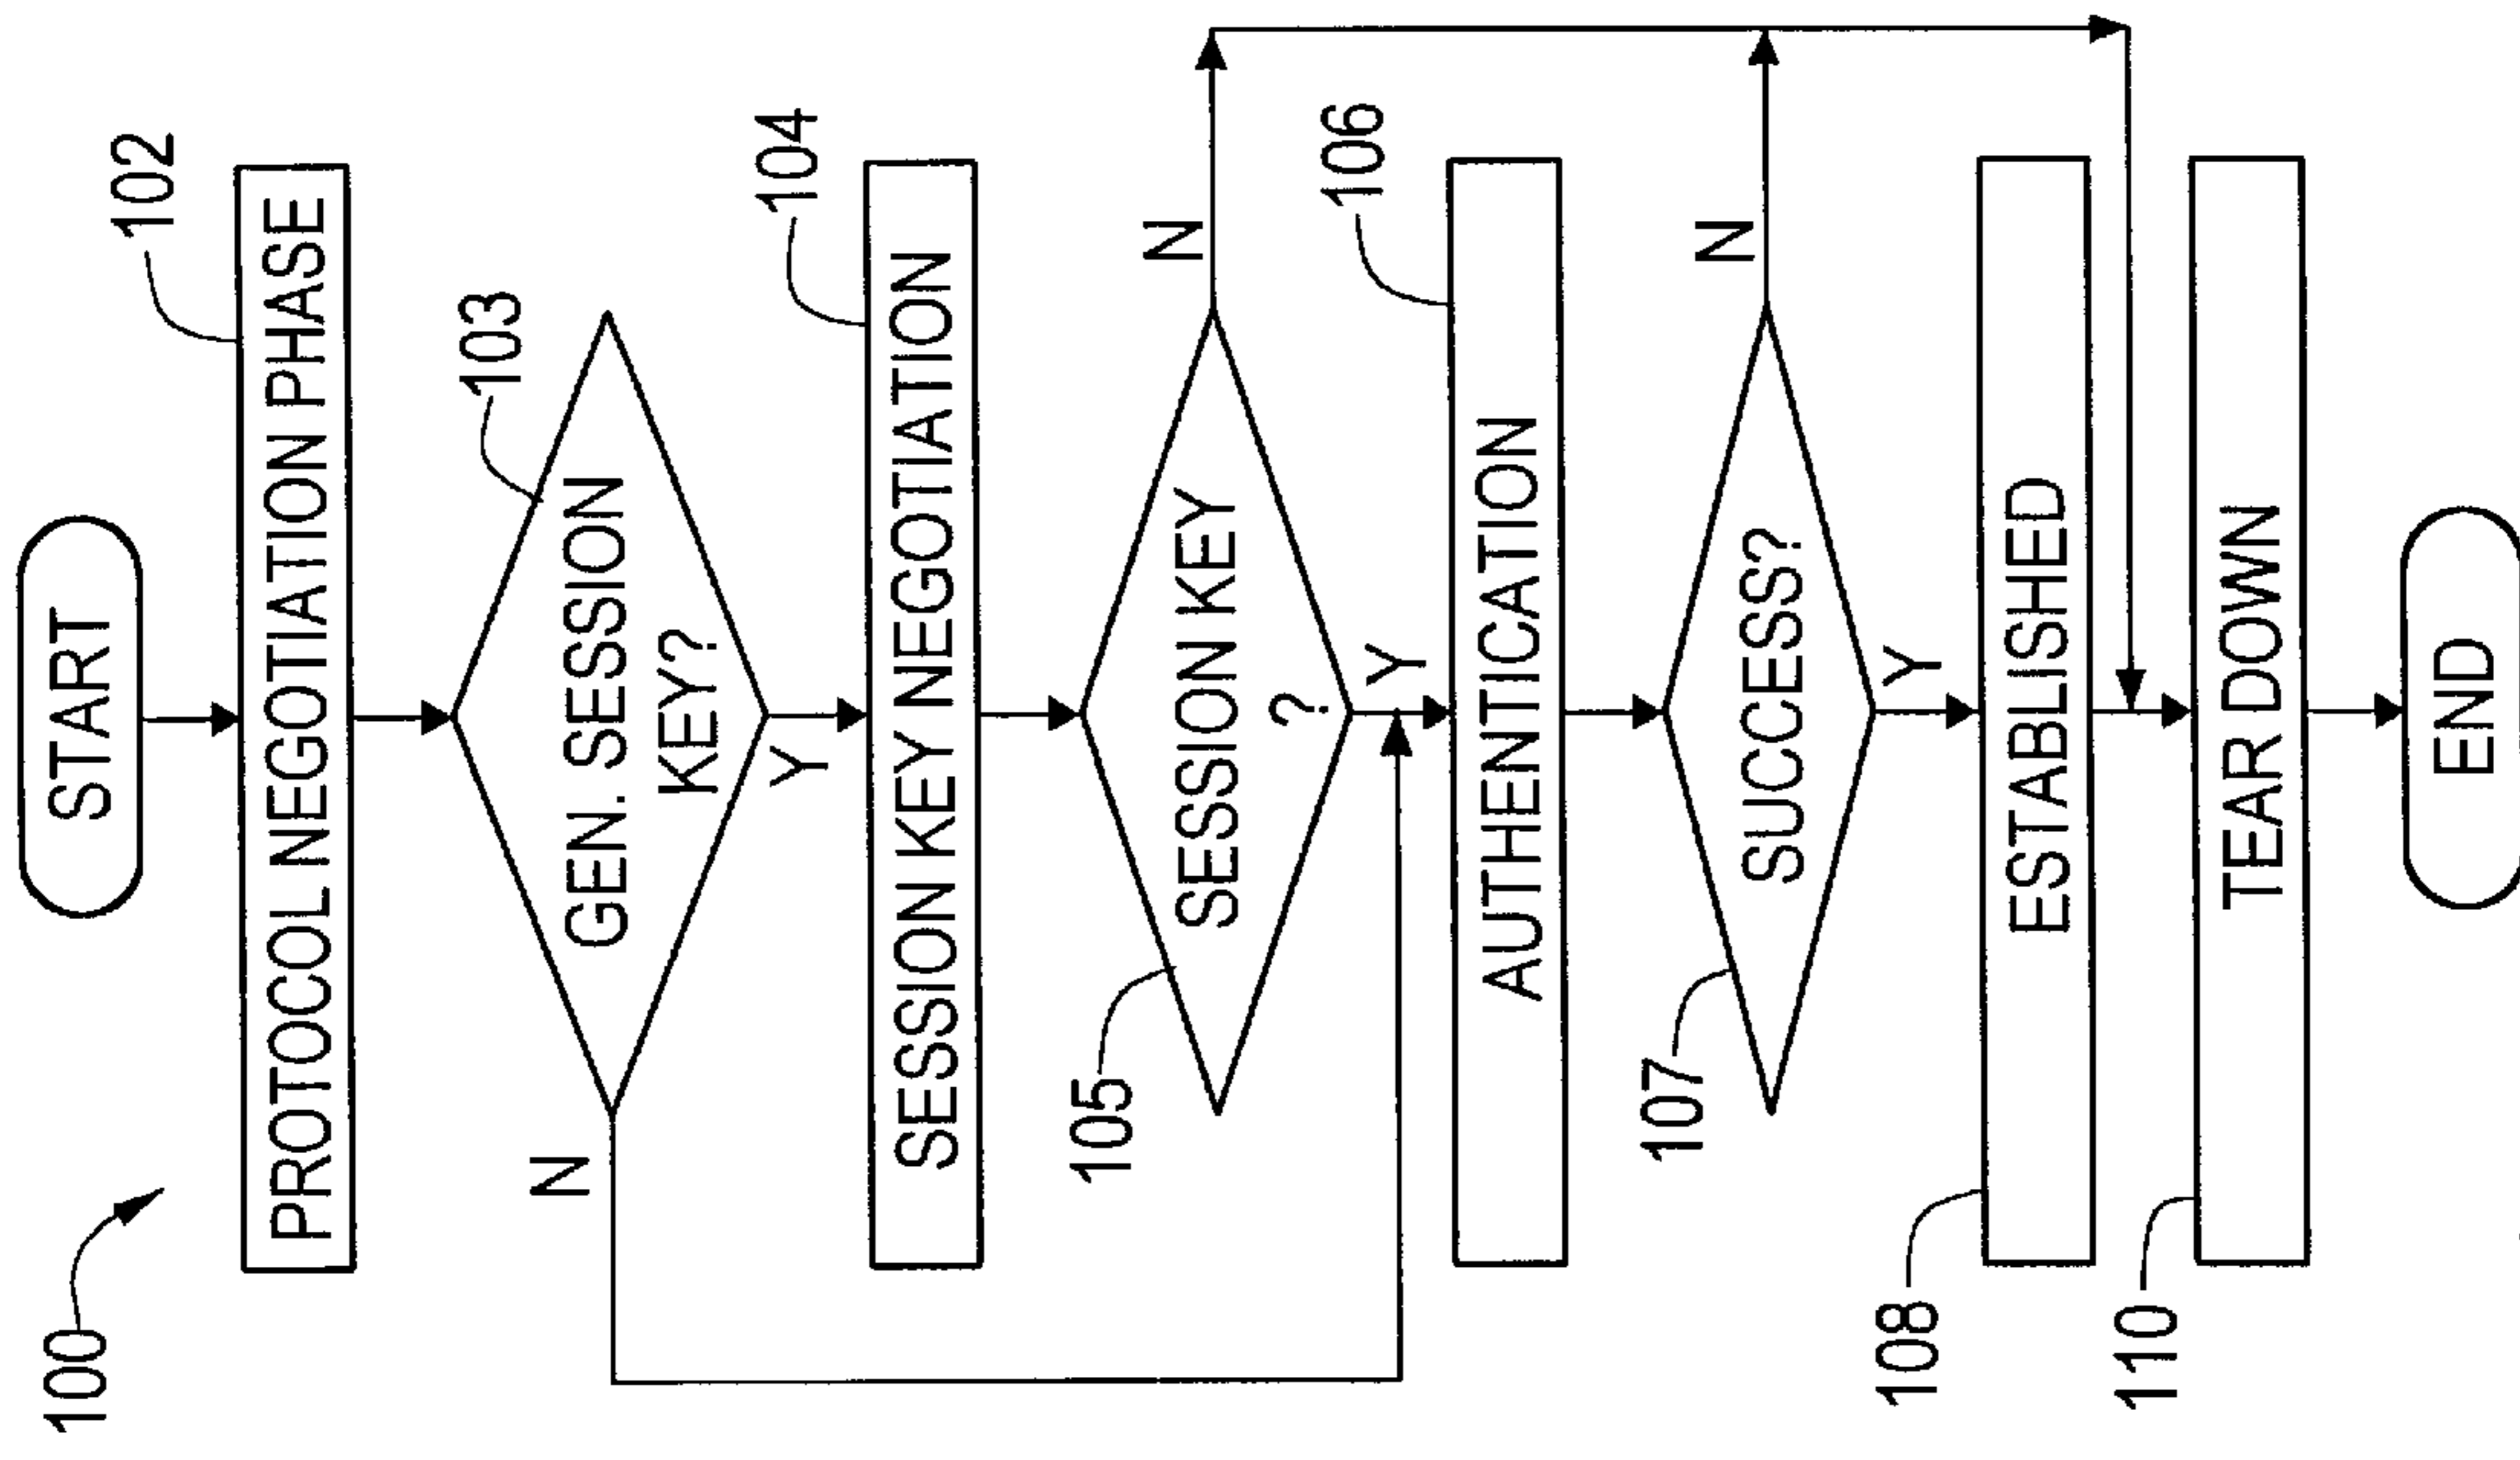 100
START
102
PROTOCOL NEGOTIATION PHASE
103
GEN. SESSION
KEY?
N
Y
104
SESSION KEY NEGOTIATION
105
SESSION KEY
?
N
Y
106
AUTHENTICATION
107
SUCCESS?
N
Y
108
ESTABLISHED
110
TEAR DOWN
END